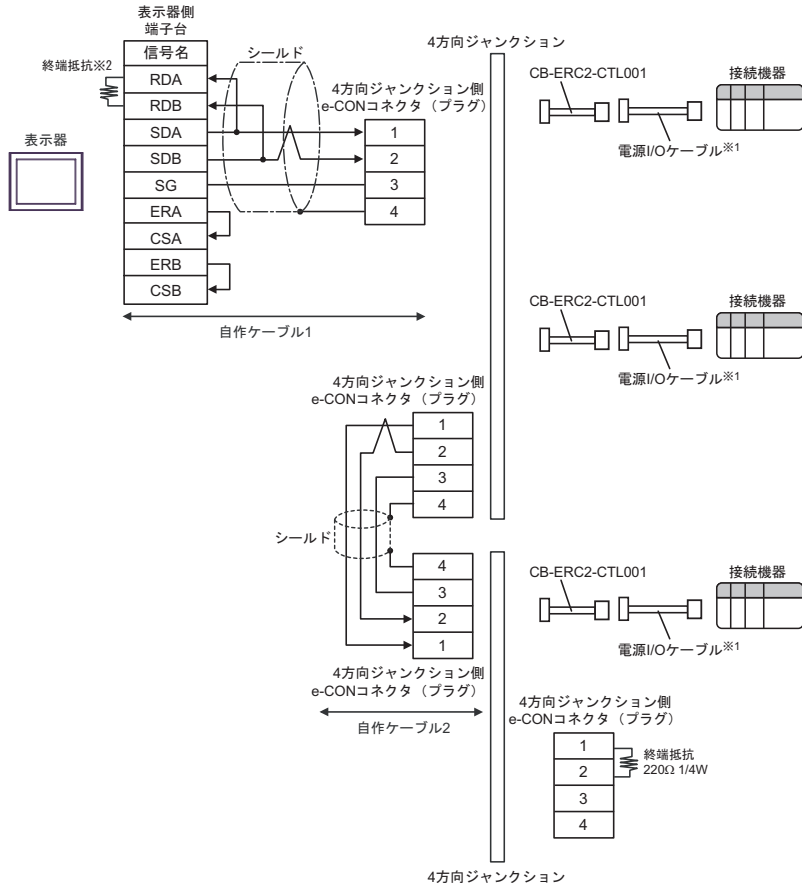 表示器側
端子台
信号名
RDA
RDB
SDA
SDB
SG
ERA
CSA
ERB
CSB
終端抵抗※2
表示器
シールド
4方向ジャンクション側
e-CONコネクタ（プラグ）
1
2
3
4
自作ケーブル1
4方向ジャンクション
CB-ERC2-CTL001
接続機器
電源I/Oケーブル※1
CB-ERC2-CTL001
接続機器
電源I/Oケーブル※1
4方向ジャンクション側
e-CONコネクタ（プラグ）
1
2
3
4
シールド
4
3
2
1
4方向ジャンクション側
e-CONコネクタ（プラグ）
自作ケーブル2
CB-ERC2-CTL001
接続機器
電源I/Oケーブル※1
4方向ジャンクション側
e-CONコネクタ（プラグ）
1
2
3
4
終端抵抗
220Ω 1/4W
4方向ジャンクション